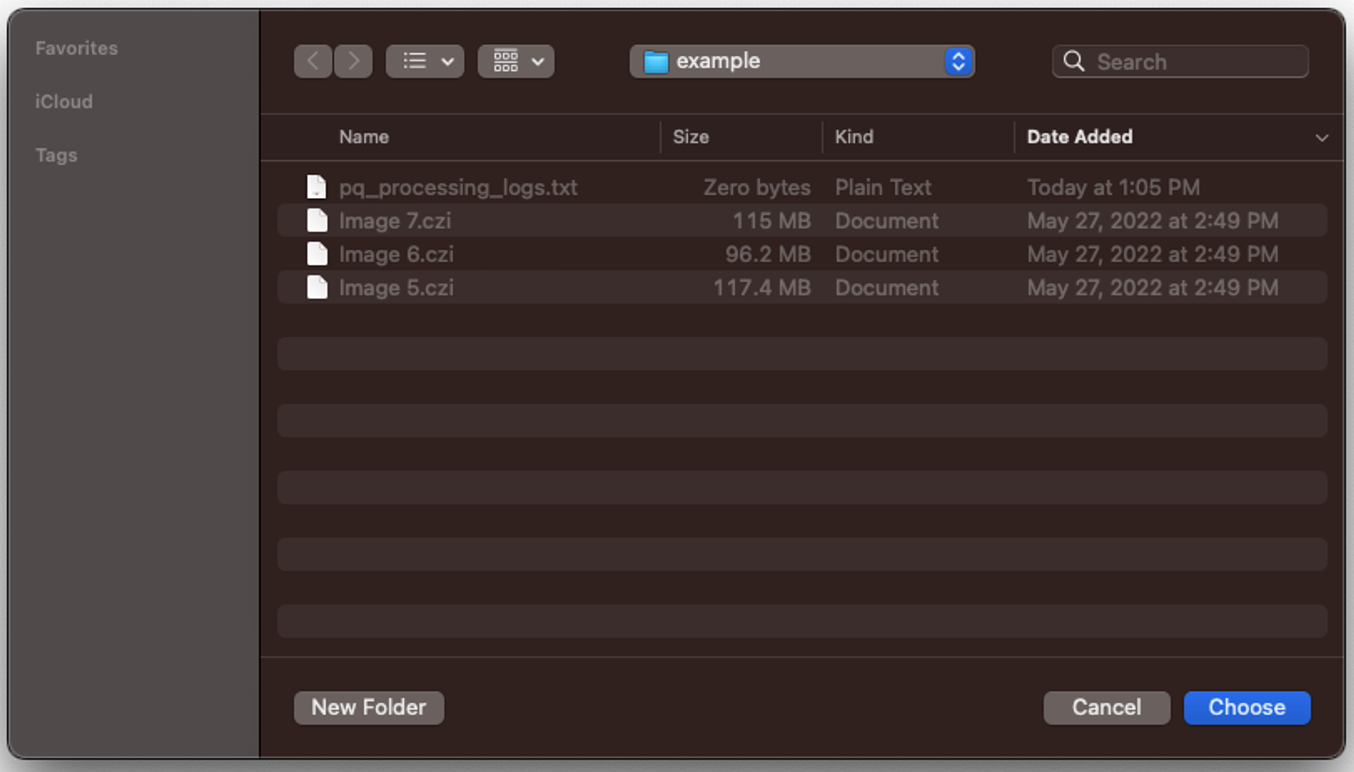 Favorites
iCloud
Tags
example
Search
Name Size Kind Date Added
pq_processing_logs.txt Zero bytes Plain Text Today at 1:05 PM
Image 7.czi 115 MB Document May 27, 2022 at 2:49 PM
Image 6.czi 96.2 MB Document May 27, 2022 at 2:49 PM
Image 5.czi 117.4 MB Document May 27, 2022 at 2:49 PM
New Folder Cancel Choose